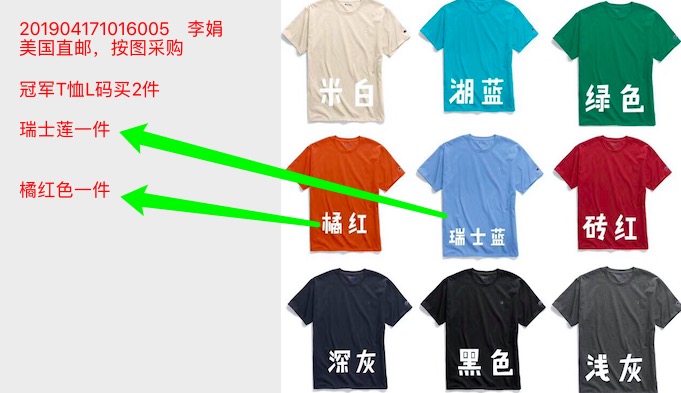 201904171016005 李娟
美国直邮，按图采购
冠军T恤L码买2件
瑞士莲一件
橘红色一件
米白
湖蓝
绿色
橘红
瑞士蓝
砖红
深灰
黑色
浅灰